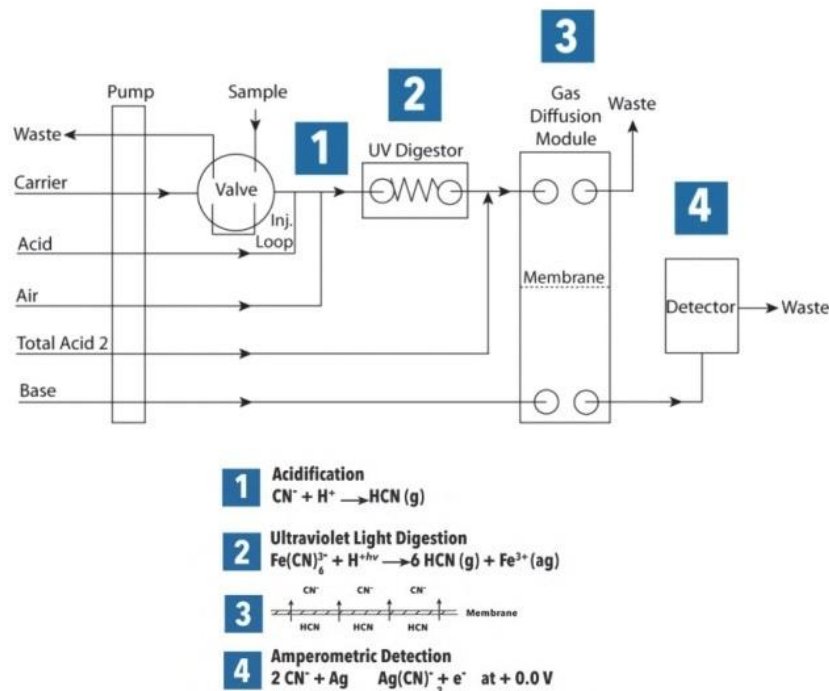 3
2
Pump
Sample
Gas
Diffusion
Module
Waste
Waste
1
UV Digestor
Carrier
Valve
4
Inj.
Loop
Acid
Air
Membrane
Detector
Waste
Total Acid 2
Base
1 Acidification
CN⁻ + H⁺ → HCN (g)
2 Ultraviolet Light Digestion
Fe(CN)₆³⁻ + H⁺ʰᵛ → 6 HCN (g) + Fe³⁺ (ag)
CN⁻ CN⁻ CN⁻
3 Membrane
HCN HCN HCN
4 Amperometric Detection
2 CN⁻ + Ag Ag(CN)₂⁻ + e⁻ at + 0.0 V